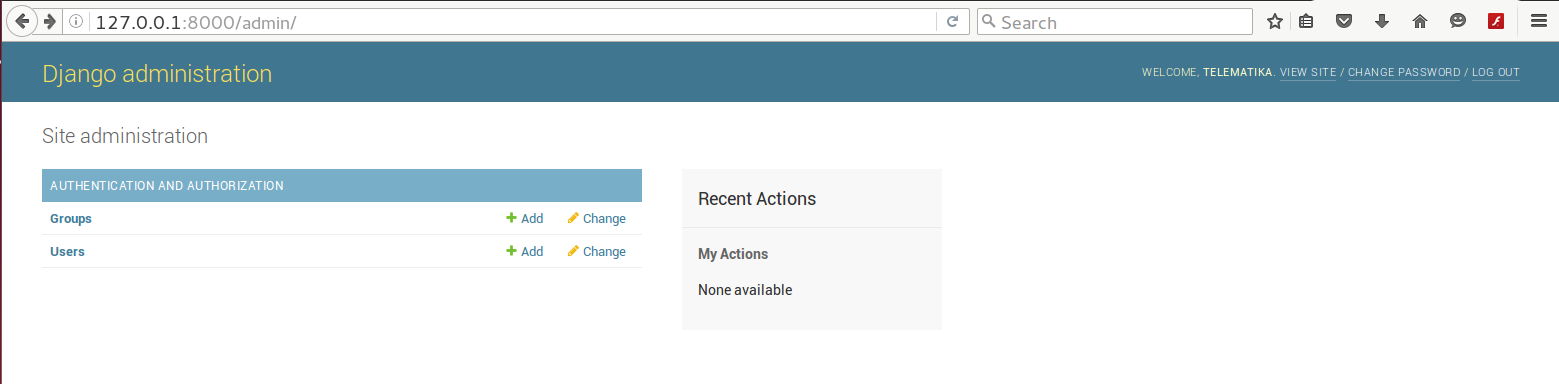 127.0.0.1:8000/admin/ Search
Django administration WELCOME, TELEMATIKA. VIEW SITE / CHANGE PASSWORD / LOG OUT
Site administration
AUTHENTICATION AND AUTHORIZATION
Groups Add Change
Users Add Change
Recent Actions
My Actions
None available